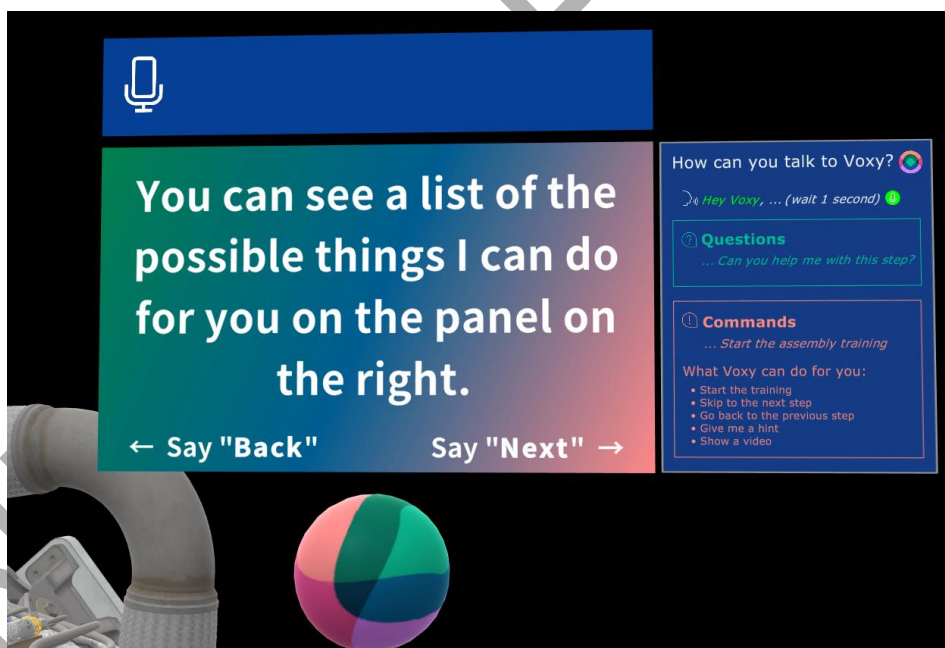 You can see a list of the
possible things I can do
for you on the panel on
the right.
← Say "Back"
Say "Next" →
How can you talk to Voxy?
Hey Voxy, ... (wait 1 second)
? Questions
... Can you help me with this step?
! Commands
... Start the assembly training
What Voxy can do for you:
• Start the training
• Skip to the next step
• Go back to the previous step
• Give me a hint
• Show a video